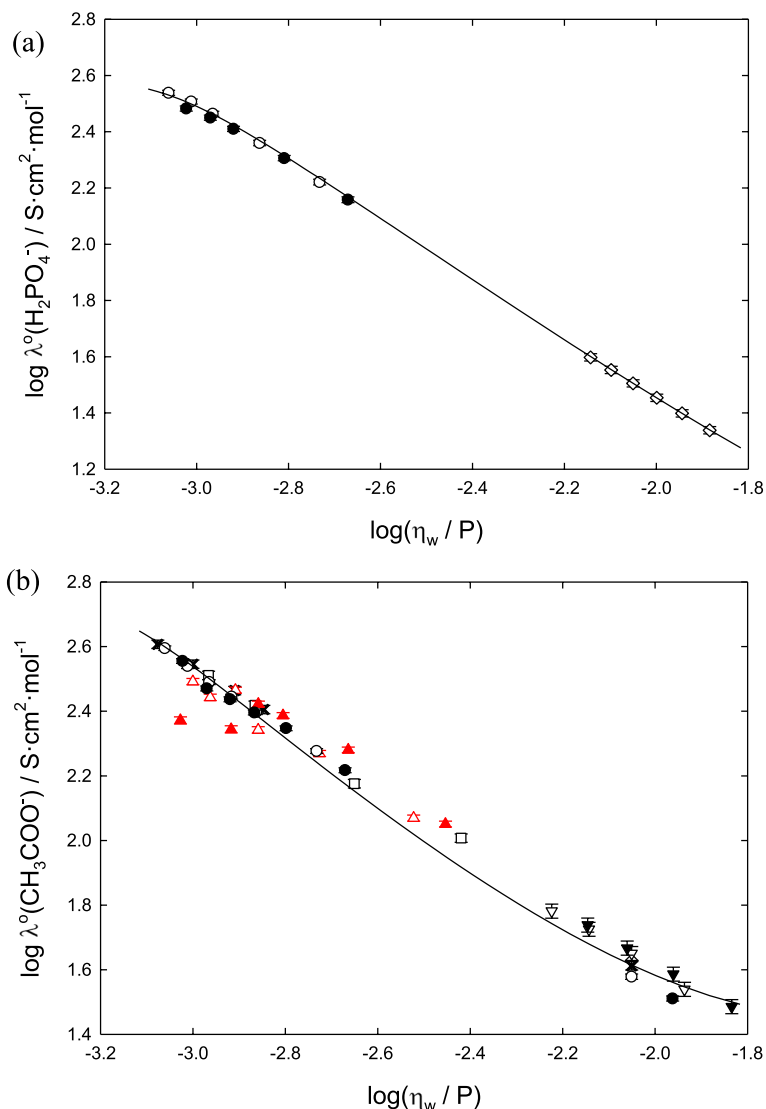 (a)
2.8
2.6
2.4
2.2
2.0
1.8
1.6
1.4
1.2
log λ°(H₂PO₄⁻) / S·cm²·mol⁻¹
-3.2 -3.0 -2.8 -2.6 -2.4 -2.2 -2.0 -1.8
log(η_w / P)
(b)
2.8
2.6
2.4
2.2
2.0
1.8
1.6
1.4
log λ°(CH₃COO⁻) / S·cm²·mol⁻¹
-3.2 -3.0 -2.8 -2.6 -2.4 -2.2 -2.0 -1.8
log(η_w / P)